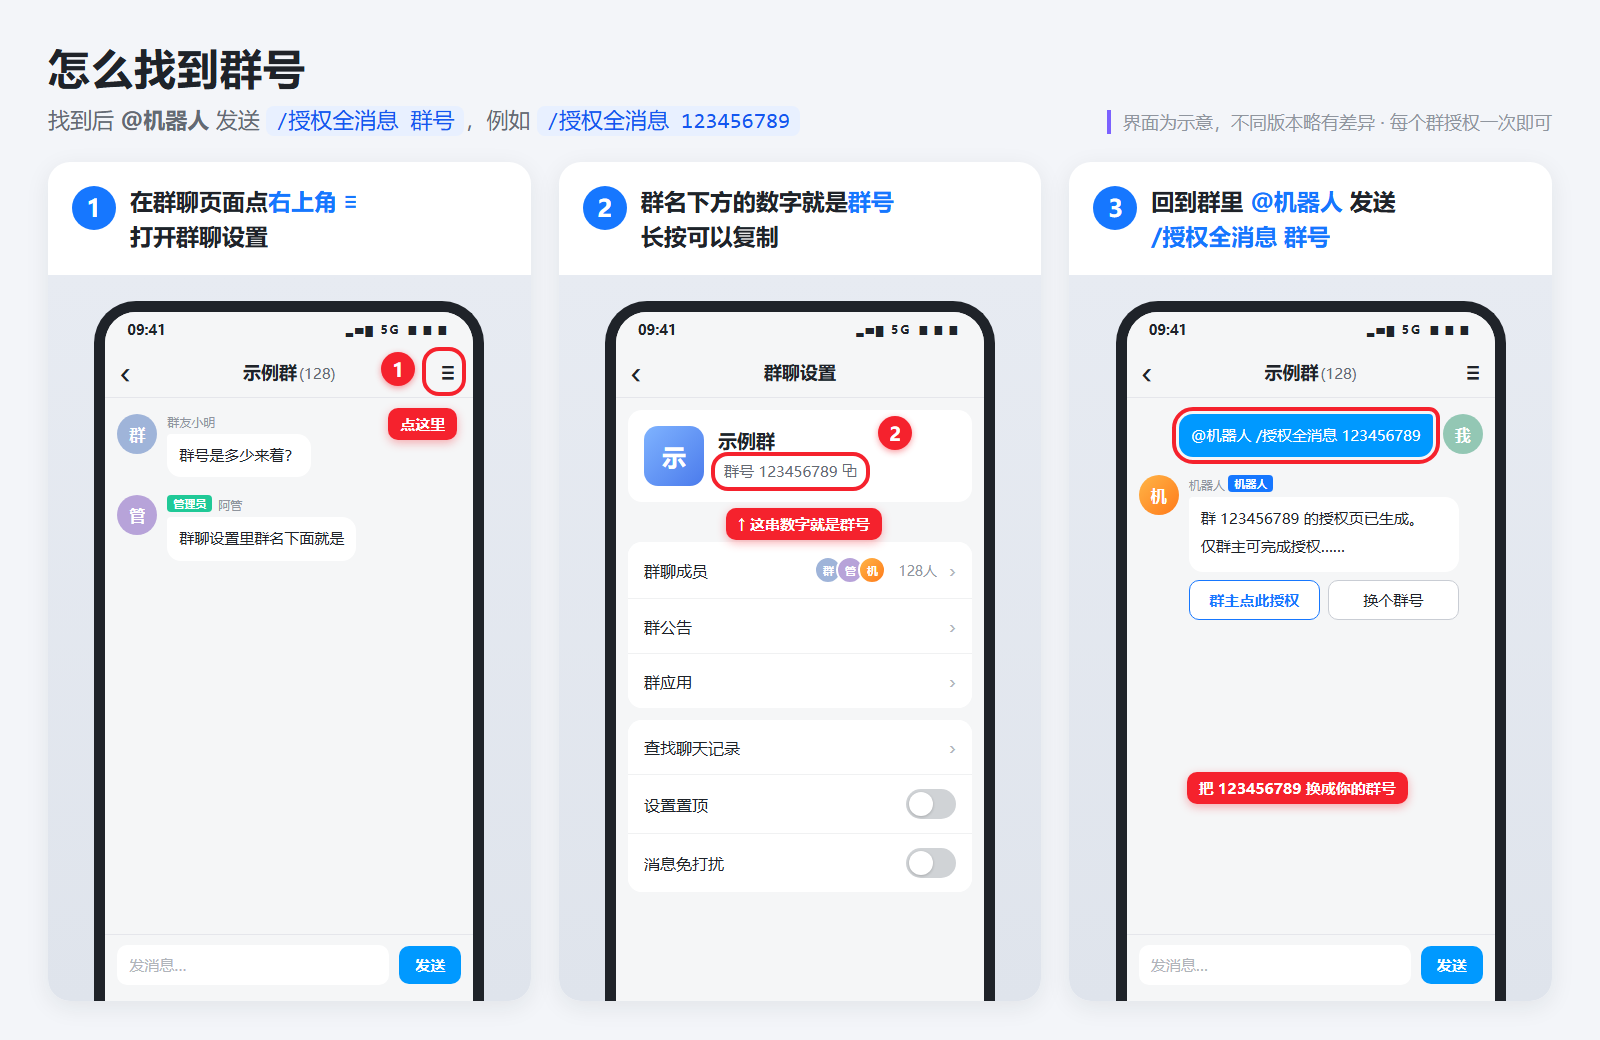 怎么找到群号
找到后 @机器人 发送 /授权全消息 群号，例如 /授权全消息 123456789
界面为示意，不同版本略有差异 · 每个群授权一次即可
1 在群聊页面点右上角 ☰
打开群聊设置
09:41 5G
‹ 示例群(128) 1 ☰
点这里
群 群友小明
群号是多少来着？
管 管理员 阿管
群聊设置里群名下面就是
发消息... 发送
2 群名下方的数字就是群号
长按可以复制
09:41 5G
‹ 群聊设置
示 示例群 2
群号 123456789
↑ 这串数字就是群号
群聊成员 群 管 机 128人 ›
群公告 ›
群应用 ›
查找聊天记录 ›
设置置顶
消息免打扰
3 回到群里 @机器人 发送
/授权全消息 群号
09:41 5G
‹ 示例群(128) ☰
@机器人 /授权全消息 123456789 我
机 机器人 机器人
群 123456789 的授权页已生成。
仅群主可完成授权......
群主点此授权 换个群号
把 123456789 换成你的群号
发消息... 发送